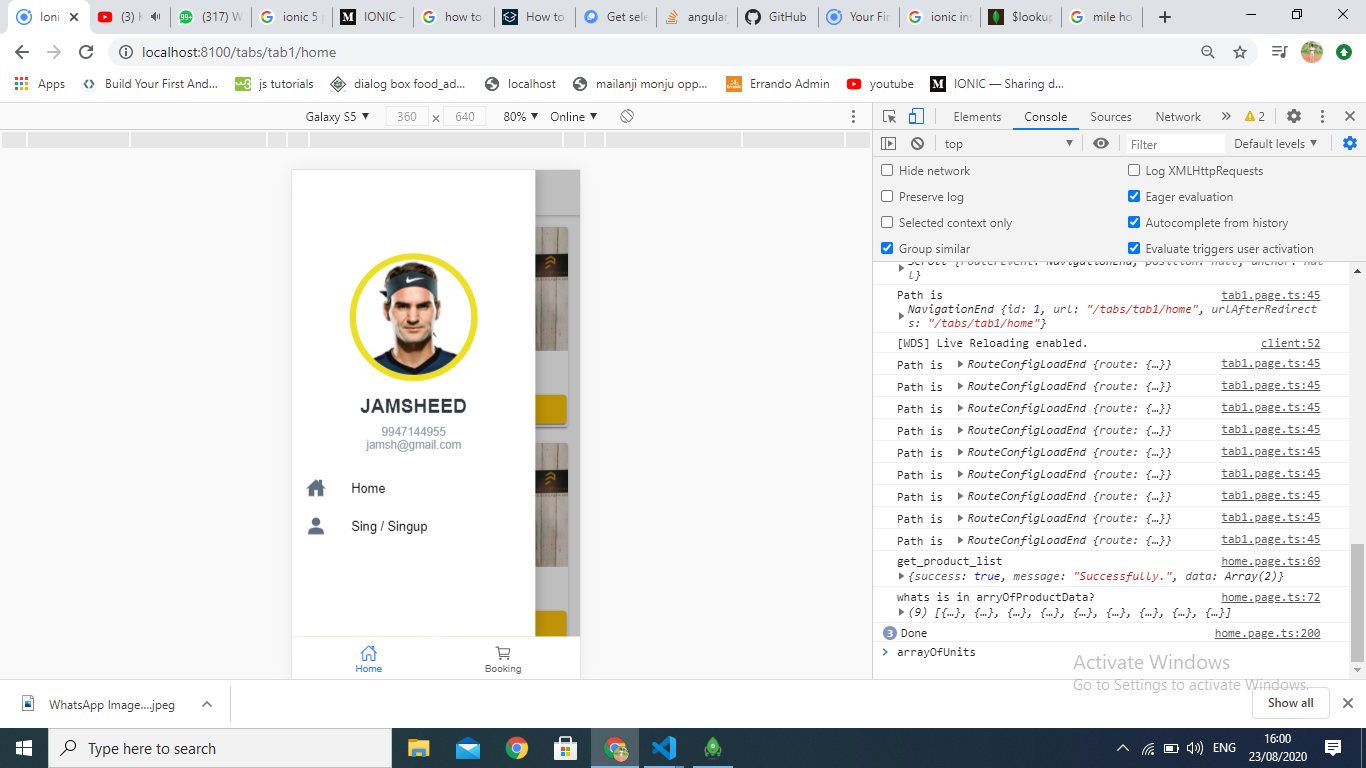 Ioni
(3) H
(317) W
ionic 5 p
IONIC –
how to
How to
Get sele
angular
GitHub
Your Fir
ionic ins
$lookup
mile ho
localhost:8100/tabs/tab1/home
Apps
Build Your First And...
js tutorials
dialog box food_ad...
localhost
mailanji monju opp...
Errando Admin
youtube
IONIC — Sharing d...
Galaxy S5 ▼ 360 x 640 80% ▼ Online ▼
Elements Console Sources Network » 2
top ▼ Filter Default levels ▼
Hide network
Log XMLHttpRequests
Preserve log
Eager evaluation
Selected context only
Autocomplete from history
Group similar
Evaluate triggers user activation
Scroll {routerEvent: NavigationEnd, position: null, anchor: nul
l}
Path is tab1.page.ts:45
NavigationEnd {id: 1, url: "/tabs/tab1/home", urlAfterRedirect
s: "/tabs/tab1/home"}
[WDS] Live Reloading enabled. client:52
Path is RouteConfigLoadEnd {route: {…}} tab1.page.ts:45
Path is RouteConfigLoadEnd {route: {…}} tab1.page.ts:45
Path is RouteConfigLoadEnd {route: {…}} tab1.page.ts:45
Path is RouteConfigLoadEnd {route: {…}} tab1.page.ts:45
Path is RouteConfigLoadEnd {route: {…}} tab1.page.ts:45
Path is RouteConfigLoadEnd {route: {…}} tab1.page.ts:45
Path is RouteConfigLoadEnd {route: {…}} tab1.page.ts:45
Path is RouteConfigLoadEnd {route: {…}} tab1.page.ts:45
Path is RouteConfigLoadEnd {route: {…}} tab1.page.ts:45
get_product_list home.page.ts:69
{success: true, message: "Successfully.", data: Array(2)}
whats is in arryOfProductData? home.page.ts:72
(9) [{…}, {…}, {…}, {…}, {…}, {…}, {…}, {…}, {…}]
3 Done home.page.ts:200
arrayOfUnits
JAMSHEED
9947144955
jamsh@gmail.com
Home
Sing / Singup
Home
Booking
Activate Windows
Go to Settings to activate Windows.
WhatsApp Image....jpeg
Show all
Type here to search
ENG
16:00
23/08/2020